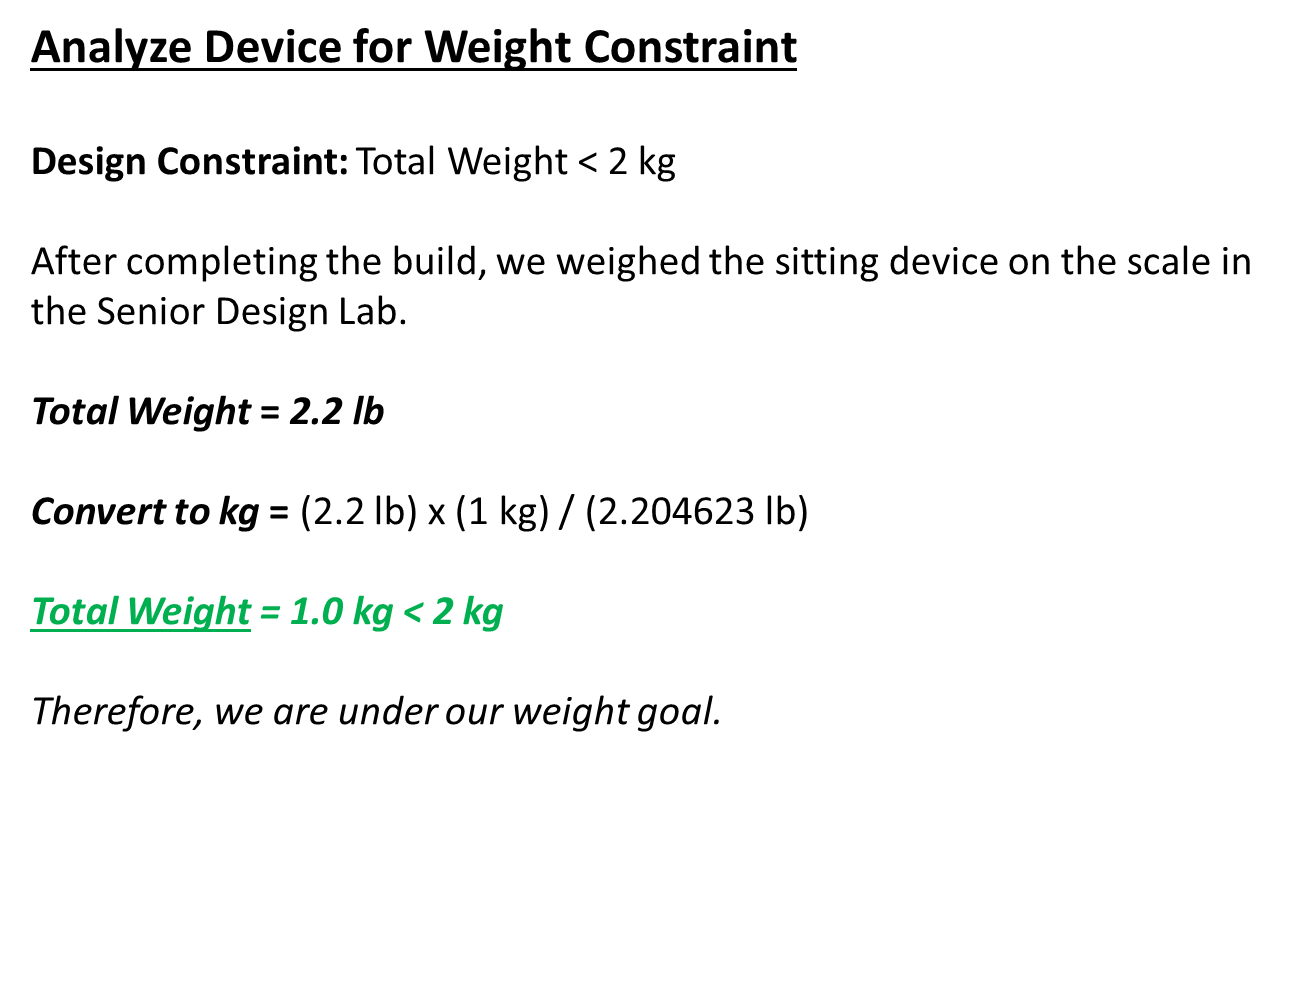 Analyze Device for Weight Constraint
Design Constraint: Total Weight < 2 kg
After completing the build, we weighed the sitting device on the scale in
the Senior Design Lab.
Total Weight = 2.2 lb
Convert to kg = (2.2 lb) x (1 kg) / (2.204623 lb)
Total Weight = 1.0 kg < 2 kg
Therefore, we are under our weight goal.